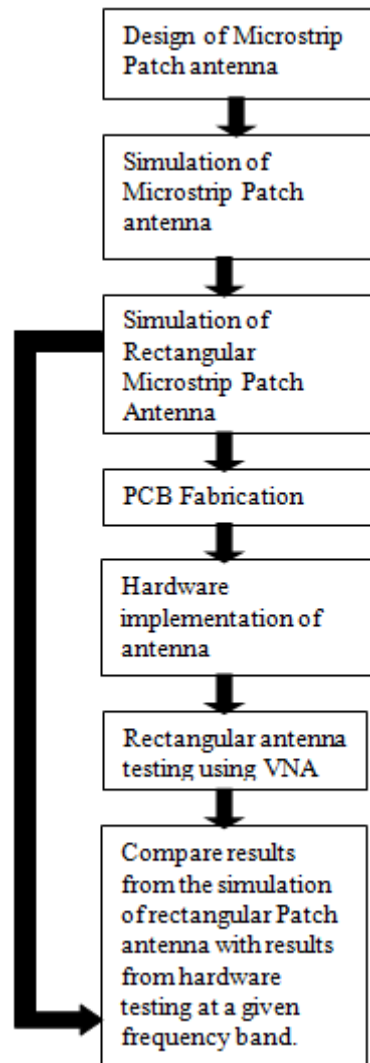 Design of Microstrip
Patch antenna
Simulation of
Microstrip Patch
antenna
Simulation of
Rectangular
Microstrip Patch
Antenna
PCB Fabrication
Hardware
implementation of
antenna
Rectangular antenna
testing using VNA
Compare results
from the simulation
of rectangular Patch
antenna with results
from hardware
testing at a given
frequency band.